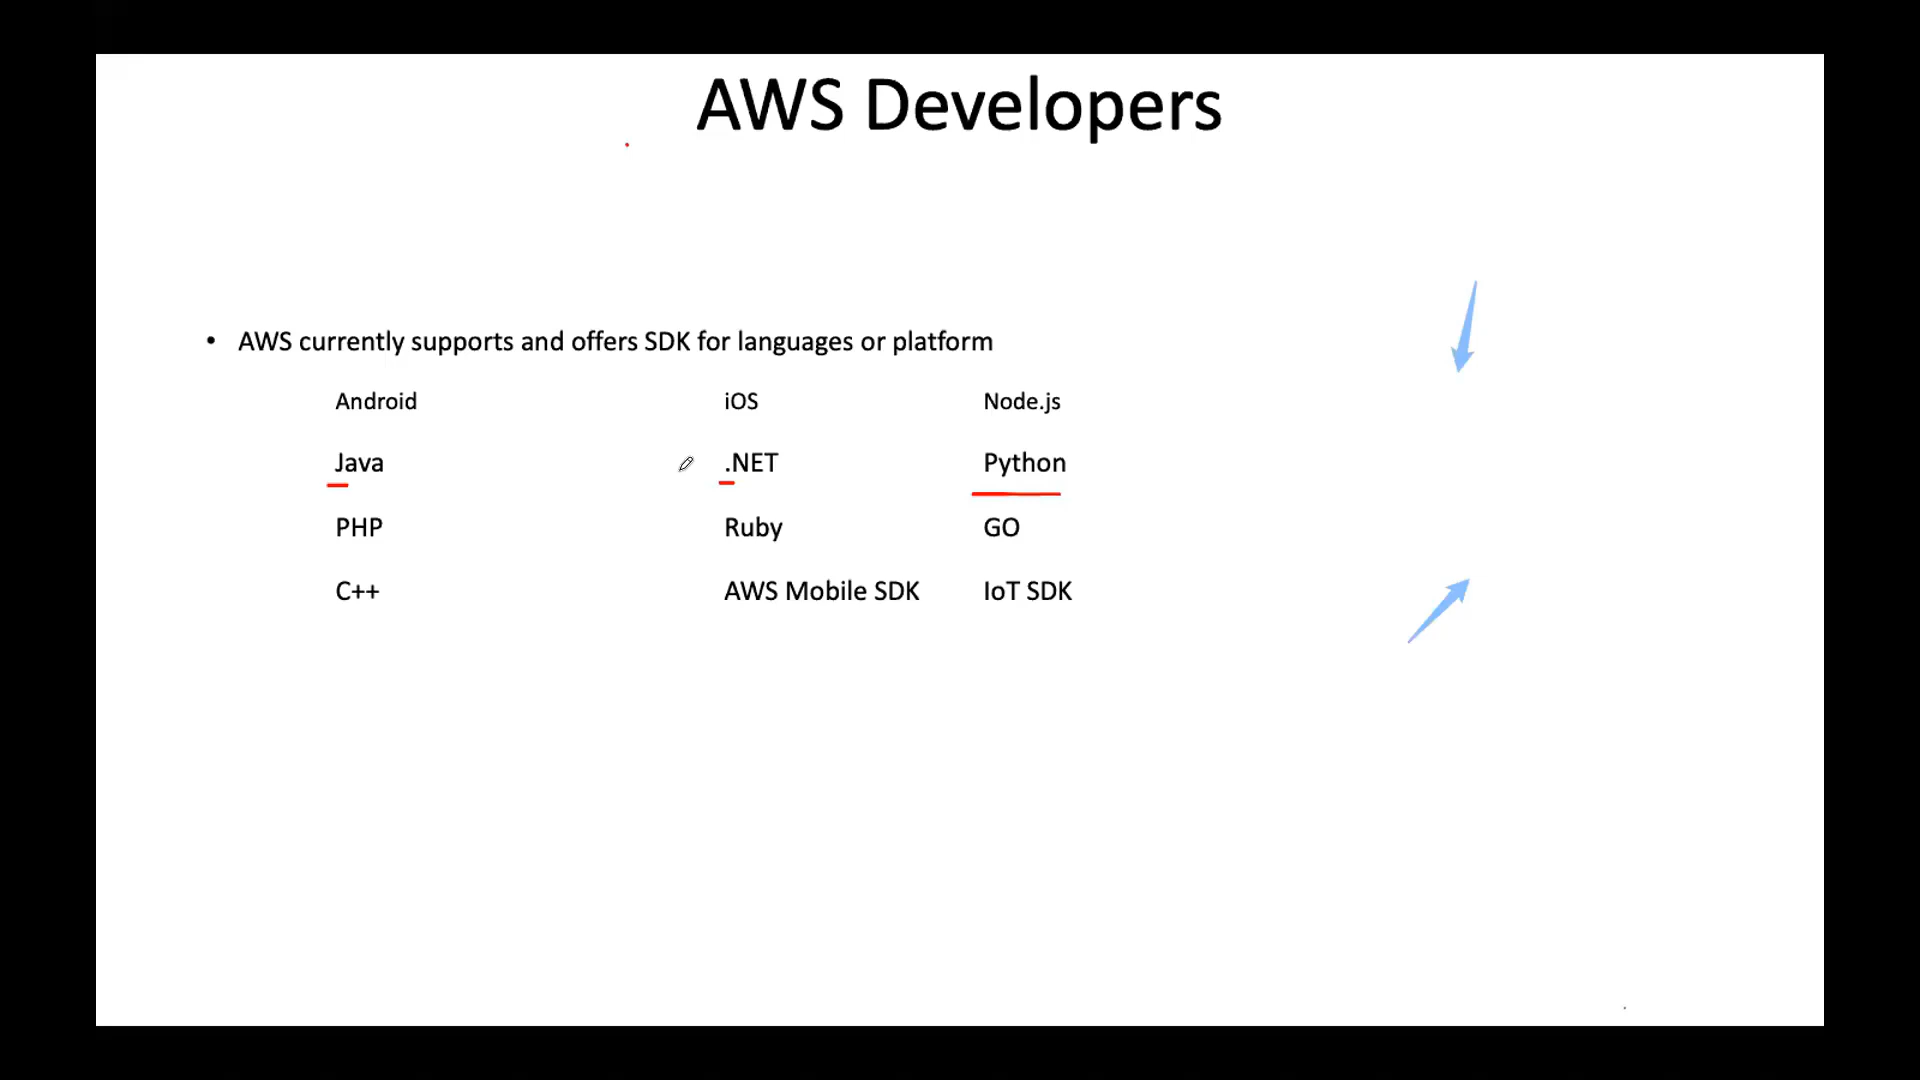 AWS Developers
• AWS currently supports and offers SDK for languages or platform
Android iOS Node.js
Java .NET Python
PHP Ruby GO
C++ AWS Mobile SDK IoT SDK